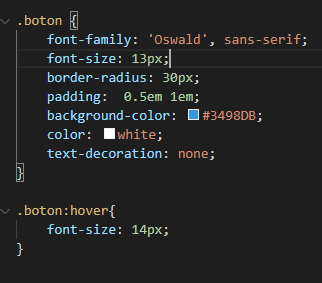 .boton {
font-family: 'Oswald', sans-serif;
font-size: 13px;
border-radius: 30px;
padding:  0.5em 1em;
background-color: #3498DB;
color: white;
text-decoration: none;
}
.boton:hover{
font-size: 14px;
}